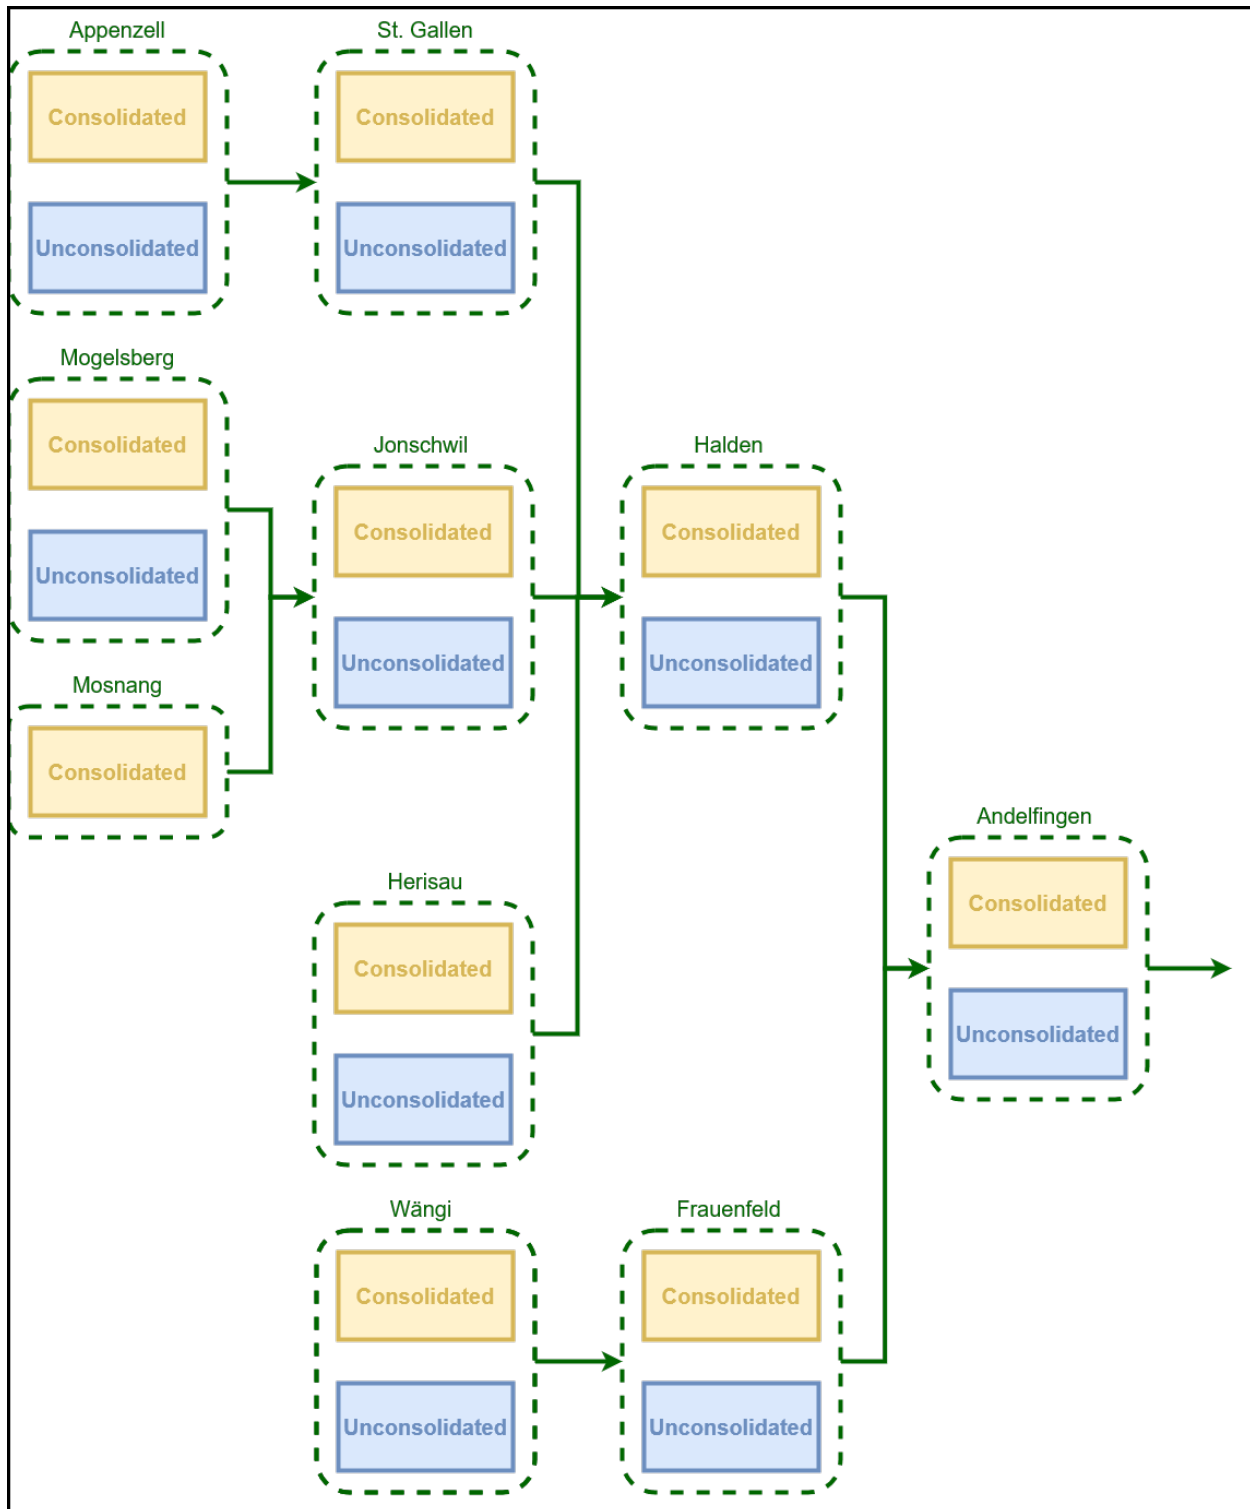 Appenzell
Consolidated
Unconsolidated
St. Gallen
Consolidated
Unconsolidated
Mogelsberg
Consolidated
Unconsolidated
Mosnang
Consolidated
Jonschwil
Consolidated
Unconsolidated
Halden
Consolidated
Unconsolidated
Herisau
Consolidated
Unconsolidated
Andelfingen
Consolidated
Unconsolidated
Wängi
Consolidated
Unconsolidated
Frauenfeld
Consolidated
Unconsolidated